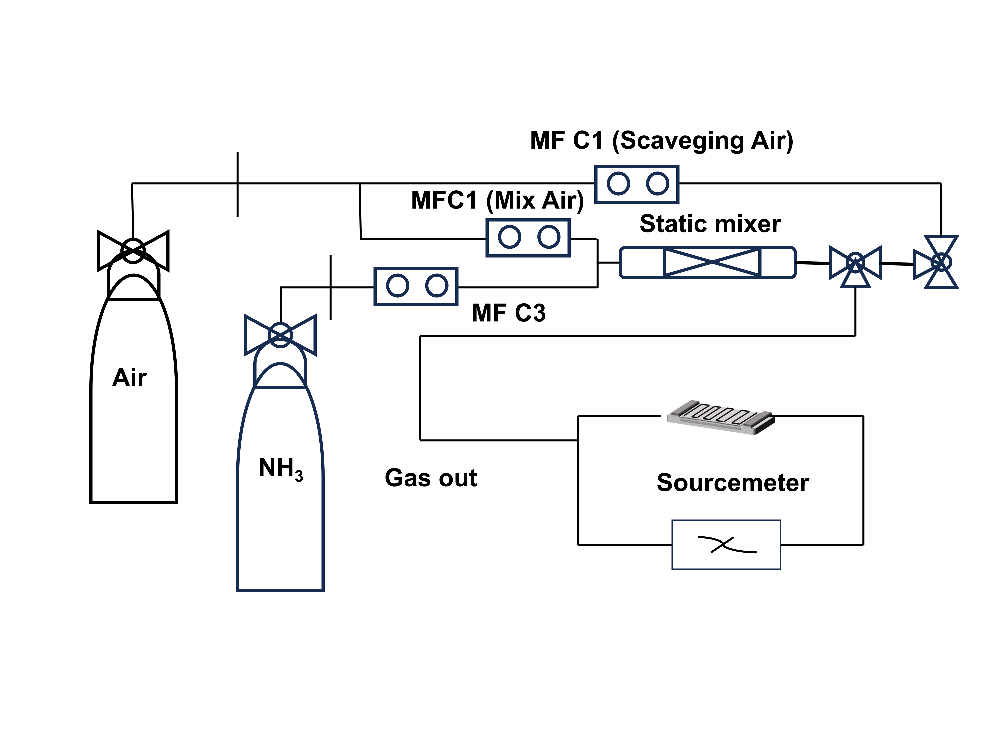 MF C1 (Scaveging Air)
MFC1 (Mix Air)
Static mixer
MF C3
Air
NH₃
Gas out
Sourcemeter